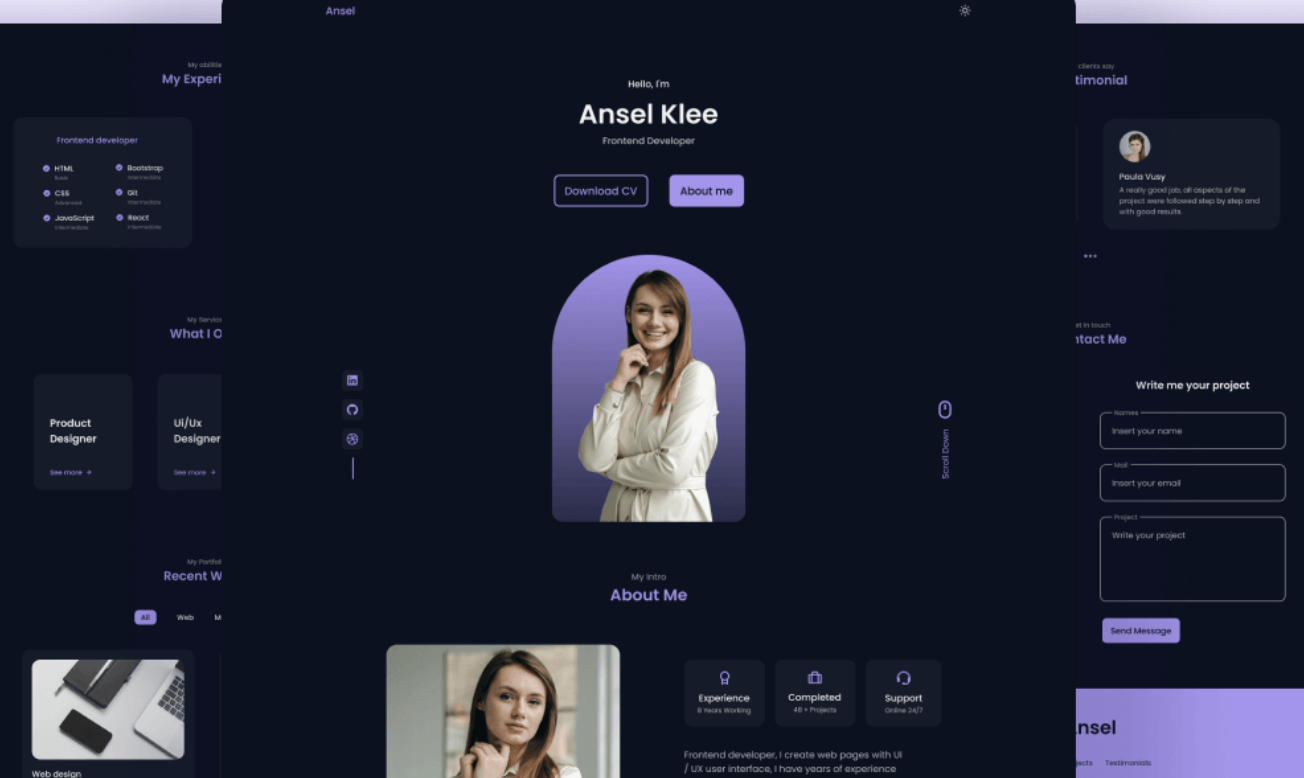 Ansel
Hello, I'm
Ansel Klee
Frontend Developer
Download CV
About me
Scroll Down
My Intro
About Me
Experience
8 Years Working
Completed
48 + Projects
Support
Online 24/7
Frontend developer, I create web pages with UI
/ UX user interface, I have years of experience
My abilitie
My Experi
Frontend developer
HTML
Basic
CSS
Advanced
JavaScript
Intermediate
Bootstrap
Intermediate
Git
Intermediate
React
Intermediate
My Servic
What I O
Product
Designer
See more →
Ui/Ux
Designer
See more →
My Portfol
Recent W
All
Web
M
Web design
clients say
timonial
Paula Vusy
A really good job, all aspects of the
project were followed step by step and
with good results.
et in touch
ntact Me
Write me your project
Names
Insert your name
Mail
Insert your email
Project
Write your project
Send Message
nsel
jects
Testimonials